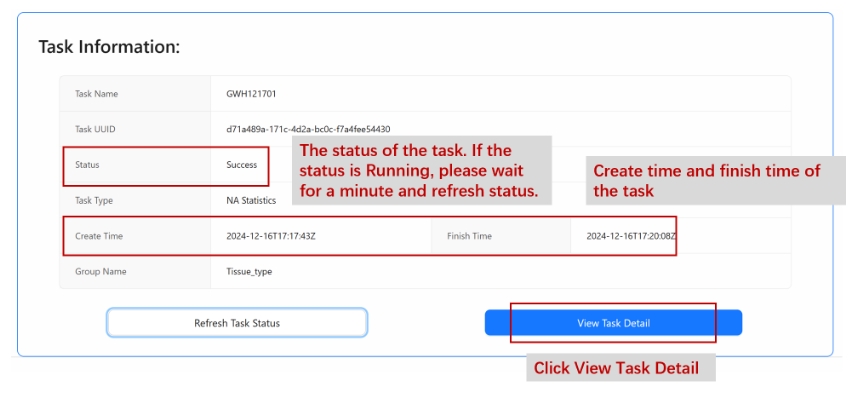 Task Information:
Task Name GWH121701
Task UUID d71a489a-171c-4d2a-bc0c-f7a4fee54430
The status of the task. If the
status is Running, please wait
for a minute and refresh status.
Status Success
Create time and finish time of
the task
Task Type NA Statistics
Create Time 2024-12-16T17:17:43Z Finish Time 2024-12-16T17:20:08Z
Group Name Tissue_type
Refresh Task Status View Task Detail
Click View Task Detail